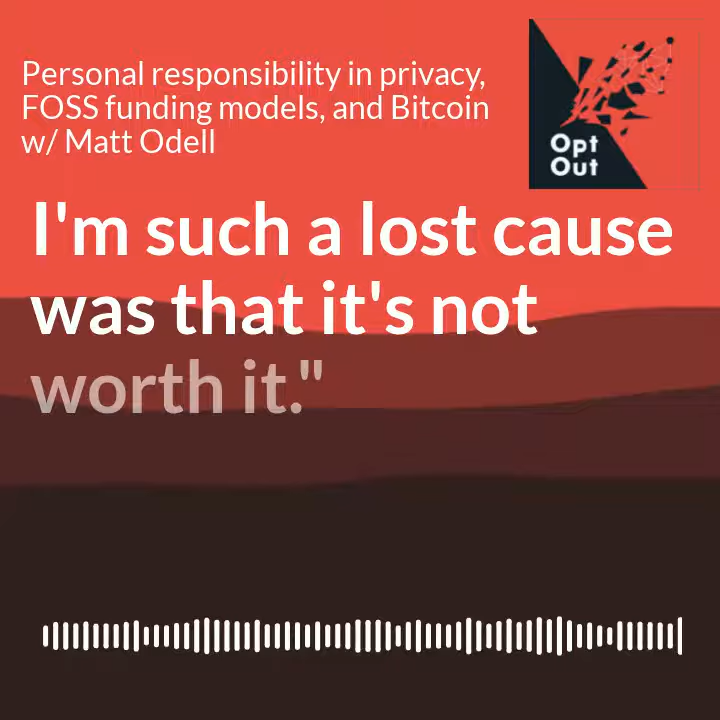 Personal responsibility in privacy,
FOSS funding models, and Bitcoin
w/ Matt Odell
Opt
Out
I'm such a lost cause
was that it's not
worth it."